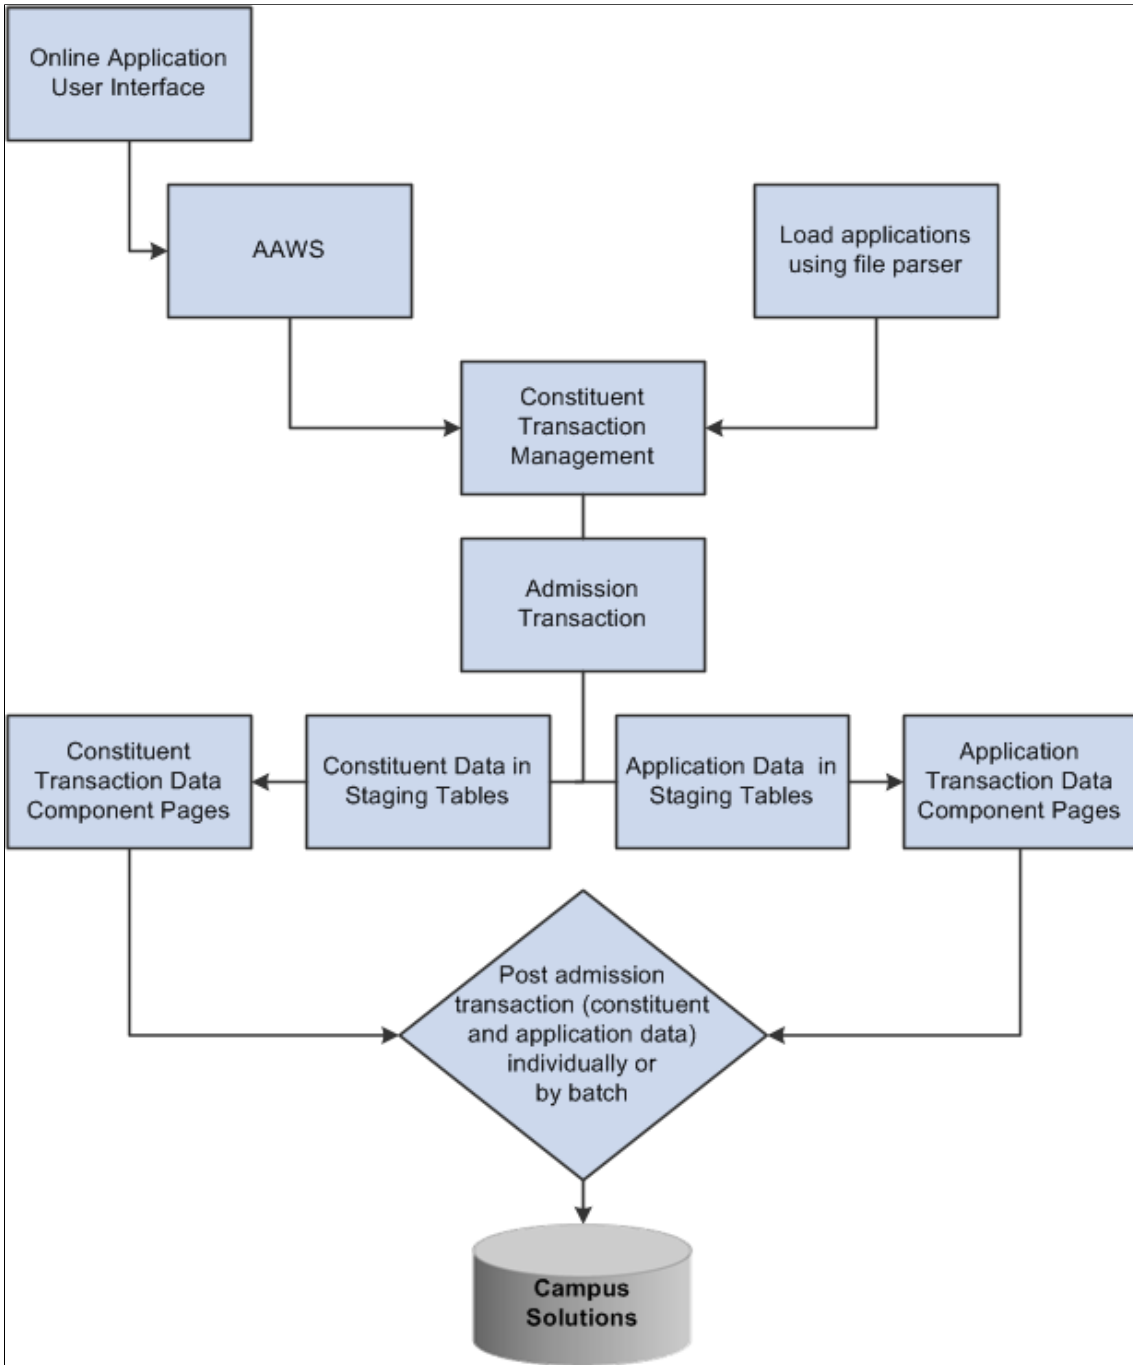 Online Application
User Interface
AAWS
Load applications
using file parser
Constituent
Transaction
Management
Admission
Transaction
Constituent
Transaction Data
Component Pages
Constituent Data in
Staging Tables
Application Data in
Staging Tables
Application
Transaction Data
Component Pages
Post admission
transaction (constituent
and application data)
individually or
by batch
Campus
Solutions